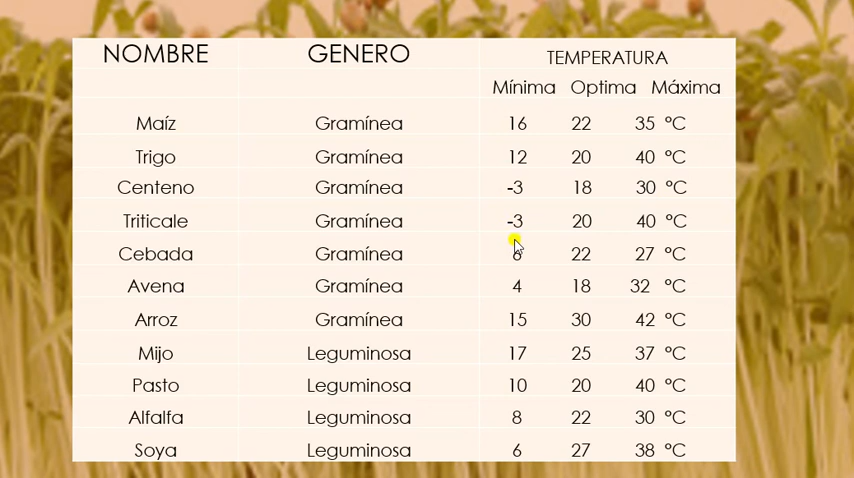 NOMBRE GENERO TEMPERATURA
Mínima Optima Máxima
Maíz Gramínea 16 22 35 °C
Trigo Gramínea 12 20 40 °C
Centeno Gramínea -3 18 30 °C
Triticale Gramínea -3 20 40 °C
Cebada Gramínea 22 27 °C
Avena Gramínea 4 18 32 °C
Arroz Gramínea 15 30 42 °C
Mijo Leguminosa 17 25 37 °C
Pasto Leguminosa 10 20 40 °C
Alfalfa Leguminosa 8 22 30 °C
Soya Leguminosa 6 27 38 °C